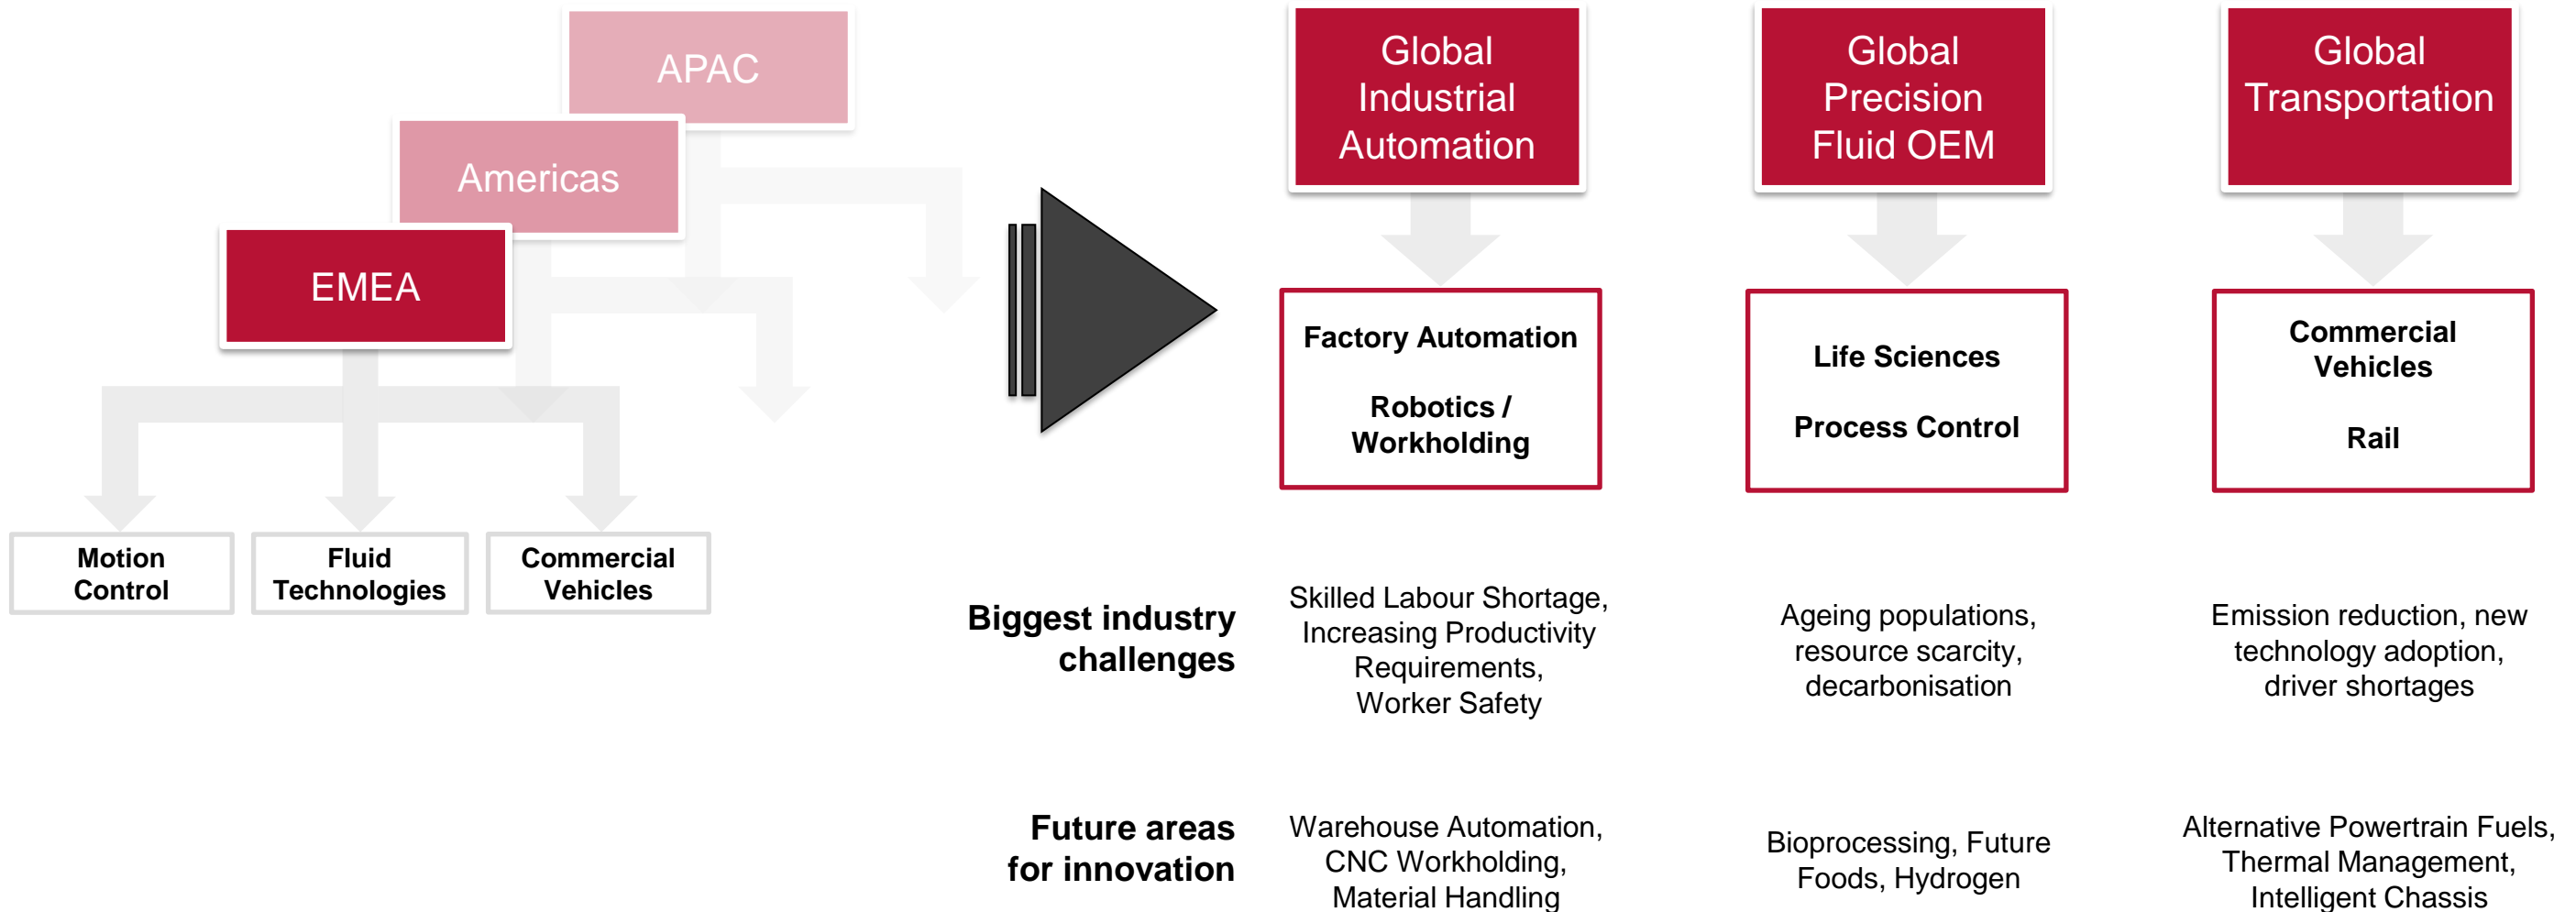 APAC
Americas
EMEA
Motion
Control
Fluid
Technologies
Commercial
Vehicles
Global
Industrial
Automation
Global
Precision
Fluid OEM
Global
Transportation
Factory Automation
Robotics /
Workholding
Life Sciences
Process Control
Commercial
Vehicles
Rail
Biggest industry
challenges
Skilled Labour Shortage,
Increasing Productivity
Requirements,
Worker Safety
Ageing populations,
resource scarcity,
decarbonisation
Emission reduction, new
technology adoption,
driver shortages
Future areas
for innovation
Warehouse Automation,
CNC Workholding,
Material Handling
Bioprocessing, Future
Foods, Hydrogen
Alternative Powertrain Fuels,
Thermal Management,
Intelligent Chassis